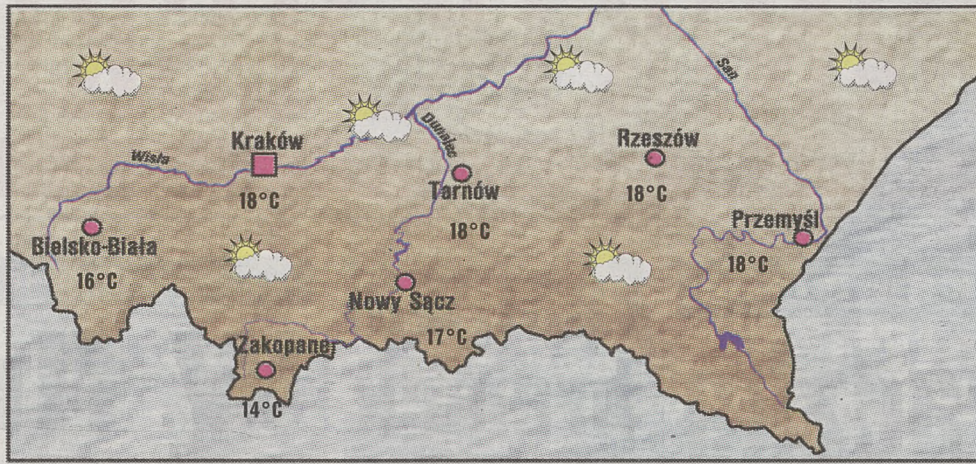 San
Dunajec
Kraków
Rzeszów
Wisła
18°C
Tarnów
18°C
18°C
Przemyśl
Bielsko-Biała
16°C
18°C
Nowy Sącz
17°C
Zakopane
14°C